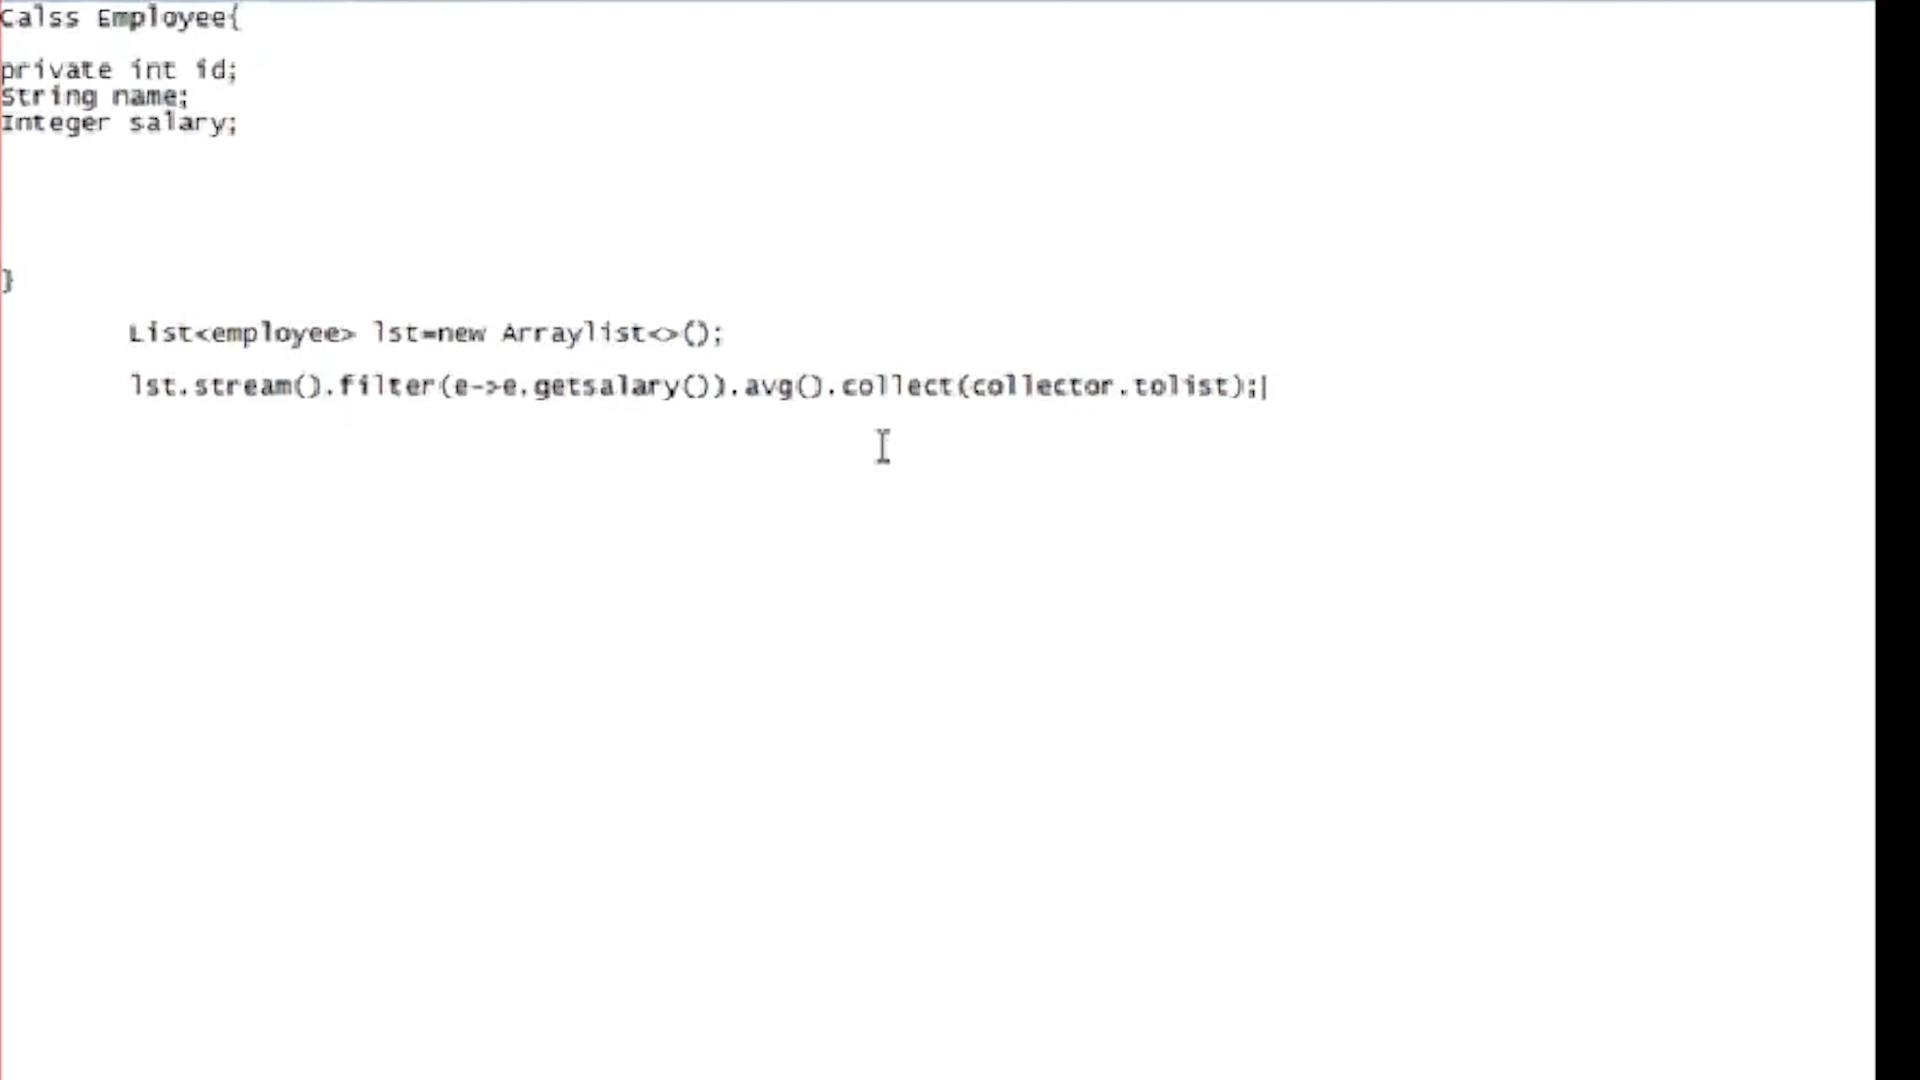 Calss Employee{
private int id;
String name;
Integer salary;
}
List<employee> lst=new Arraylist<>();
lst.stream().filter(e->e.getsalary()).avg().collect(collector.tolist);